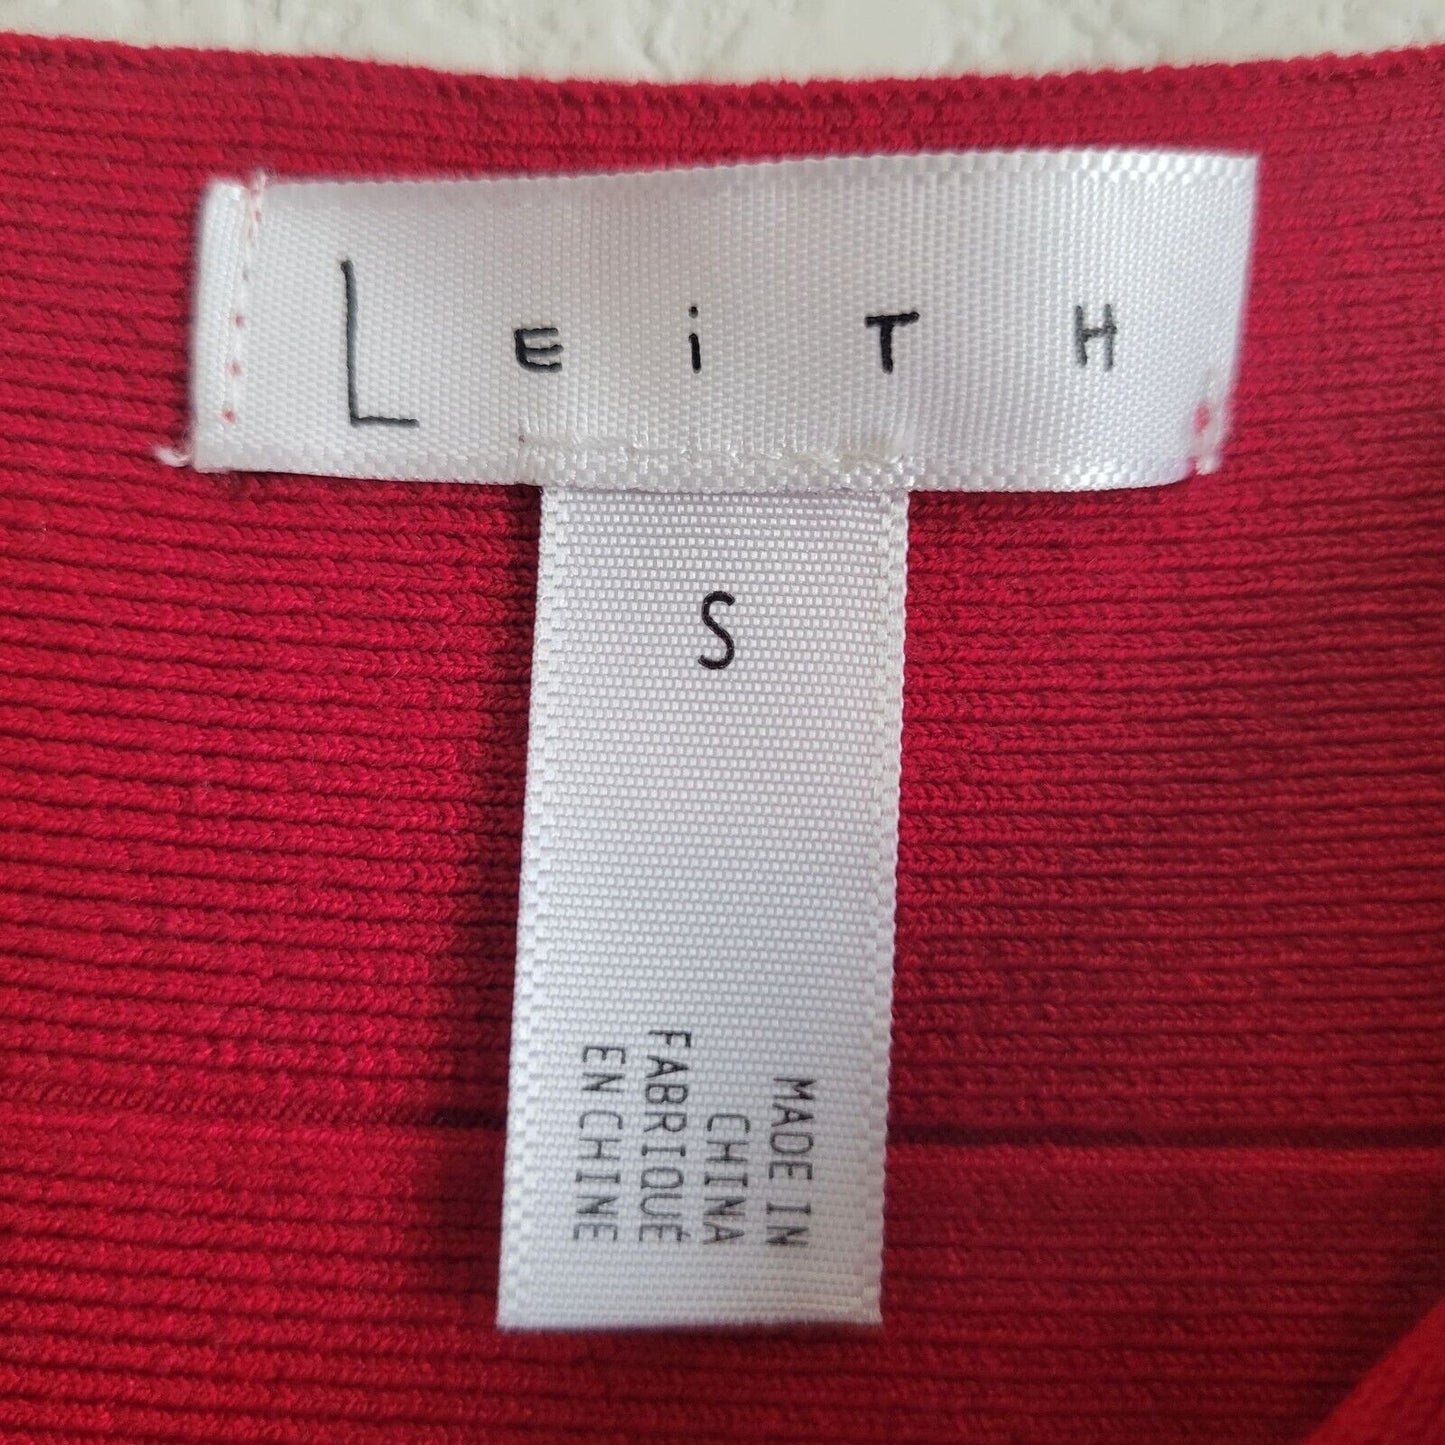 LEiTH
S
MADE IN
CHINA
FABRIQUÉ
EN CHINE